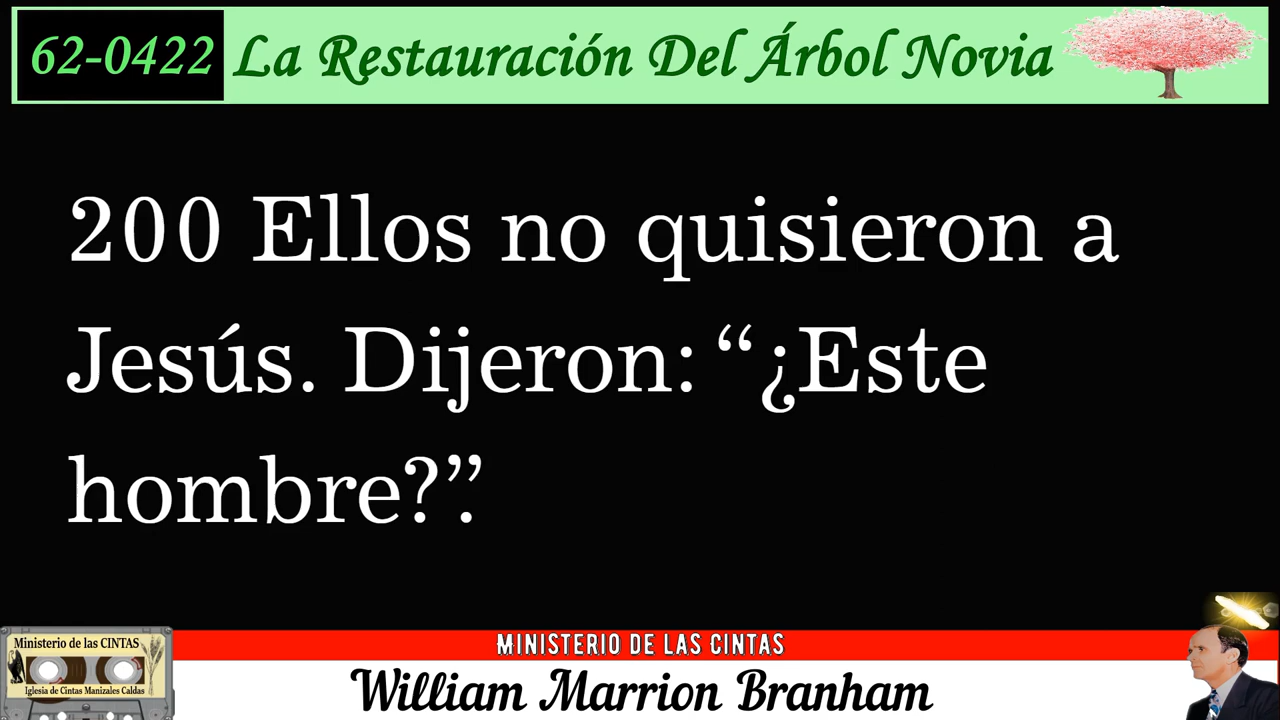 62-0422 La Restauración Del Árbol Novia
200 Ellos no quisieron a
Jesús. Dijeron: “¿Este
hombre?”.
Ministerio de las CINTAS
Iglesia de Cintas Manizales Caldas
MINISTERIO DE LAS CINTAS
William Marrion Branham